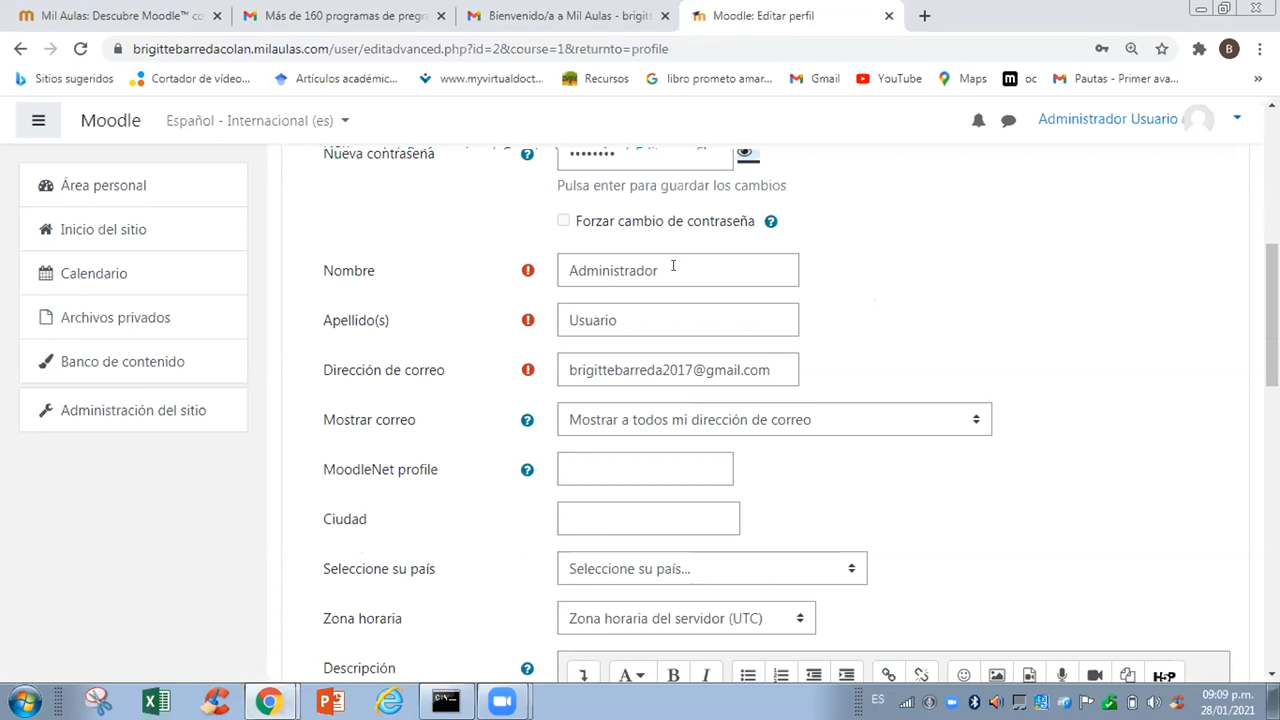 Mil Aulas: Descubre Moodle™ co
Más de 160 programas de pregr
Bienvenido/a a Mil Aulas - brigitt
Moodle: Editar perfil
brigittebarredacolan.milaulas.com/user/editadvanced.php?id=2&course=1&returnto=profile
B
Sitios sugeridos
Cortador de vídeo...
Artículos académic...
www.myvirtualdoct...
Recursos
libro prometo amar...
Gmail
YouTube
Maps
oc
Pautas - Primer ava...
Moodle
Español - Internacional (es)
Administrador Usuario
Área personal
Inicio del sitio
Calendario
Archivos privados
Banco de contenido
Administración del sitio
Nueva contraseña
••••••••
Pulsa enter para guardar los cambios
Forzar cambio de contraseña
Nombre
Administrador
Apellido(s)
Usuario
Dirección de correo
brigittebarreda2017@gmail.com
Mostrar correo
Mostrar a todos mi dirección de correo
MoodleNet profile
Ciudad
Seleccione su país
Seleccione su país...
Zona horaria
Zona horaria del servidor (UTC)
Descripción
A
B
I
H5P
ES
09:09 p.m.
28/01/2021